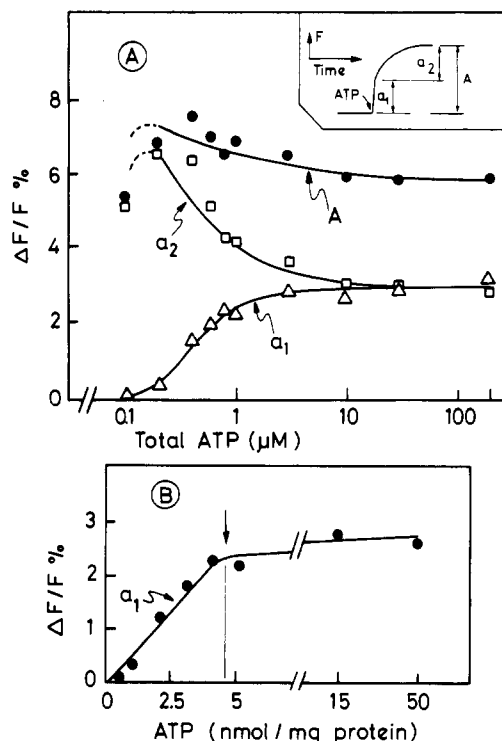 A
F
Time
ATP
a1
a2
A
ΔF/F %
8
6
4
2
0
A
a2
a1
0.1 1 10 100
Total ATP (μM)
B
ΔF/F %
3
2
1
0
a1
0 2.5 5 15 50
ATP (nmol/mg protein)